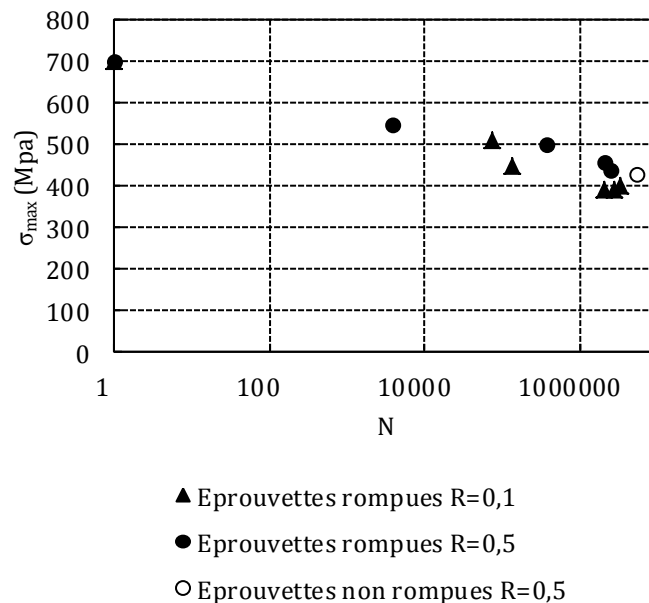 800
700
600
500
400
300
200
100
0
σmax (Mpa)
1 100 10000 1000000
N
Eprouvettes rompues R=0,1
Eprouvettes rompues R=0,5
Eprouvettes non rompues R=0,5